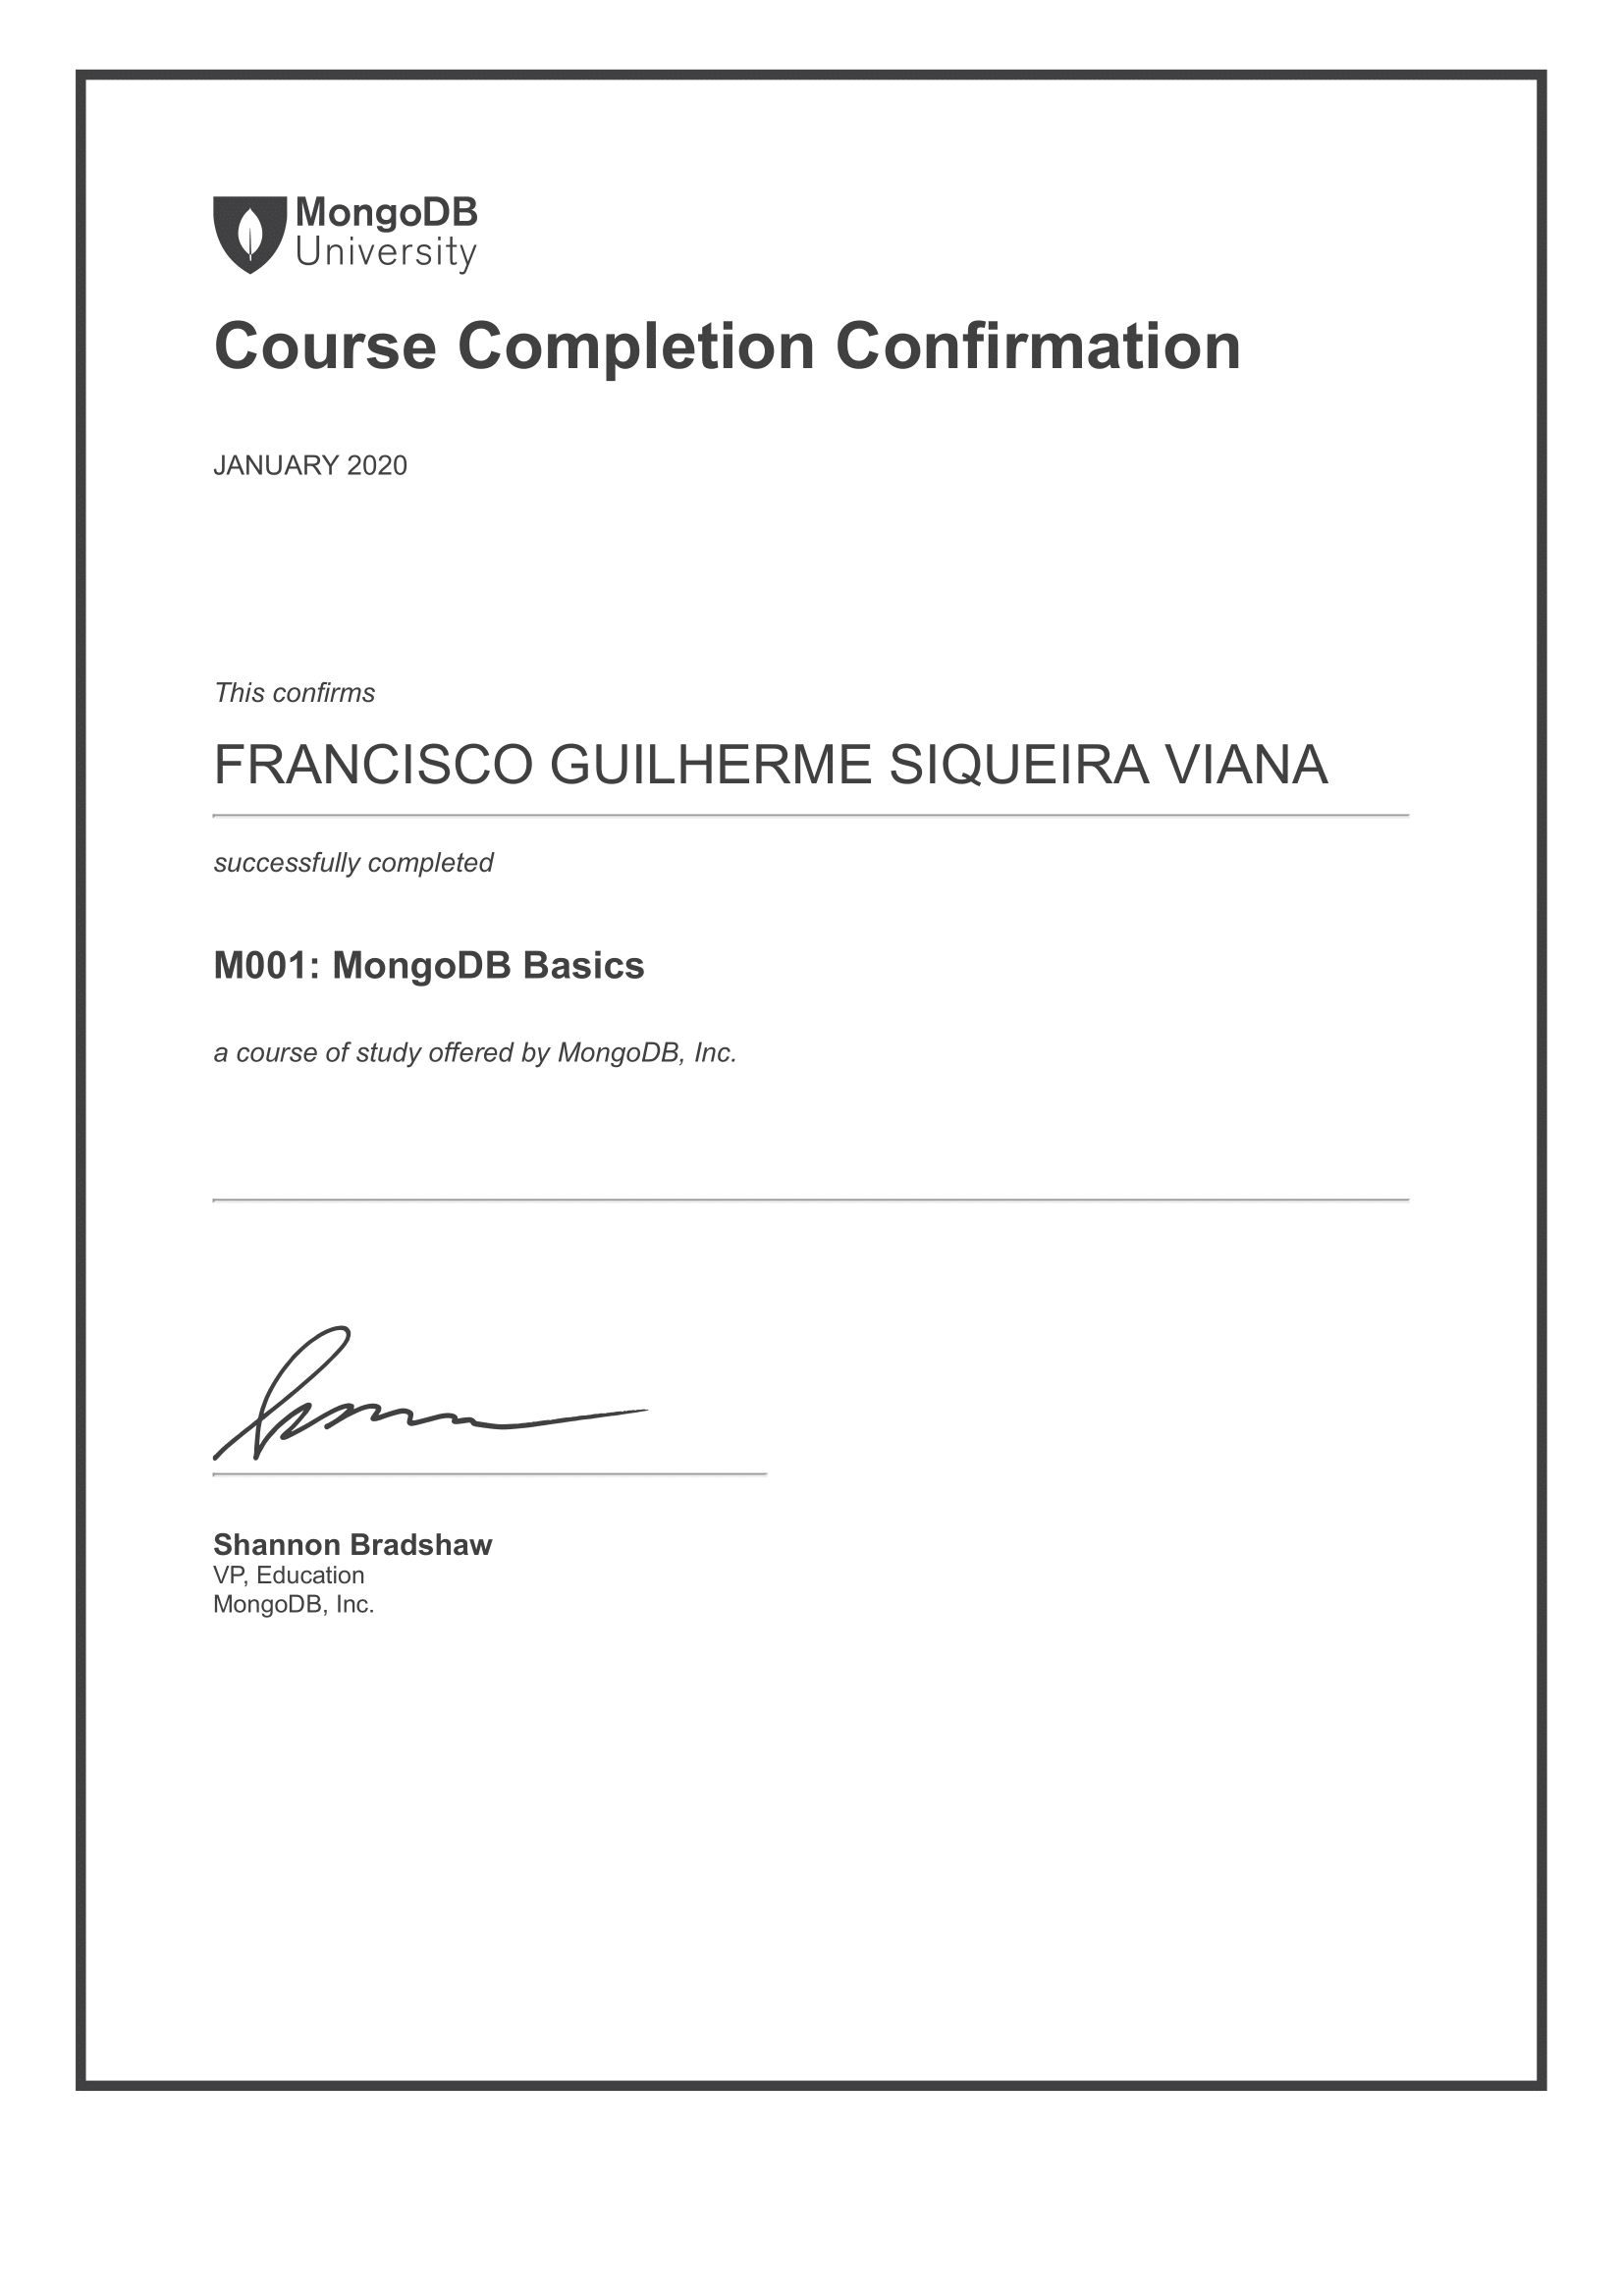 MongoDB
University
Course Completion Confirmation
JANUARY 2020
This confirms
FRANCISCO GUILHERME SIQUEIRA VIANA
successfully completed
M001: MongoDB Basics
a course of study offered by MongoDB, Inc.
Shannon Bradshaw
VP, Education
MongoDB, Inc.